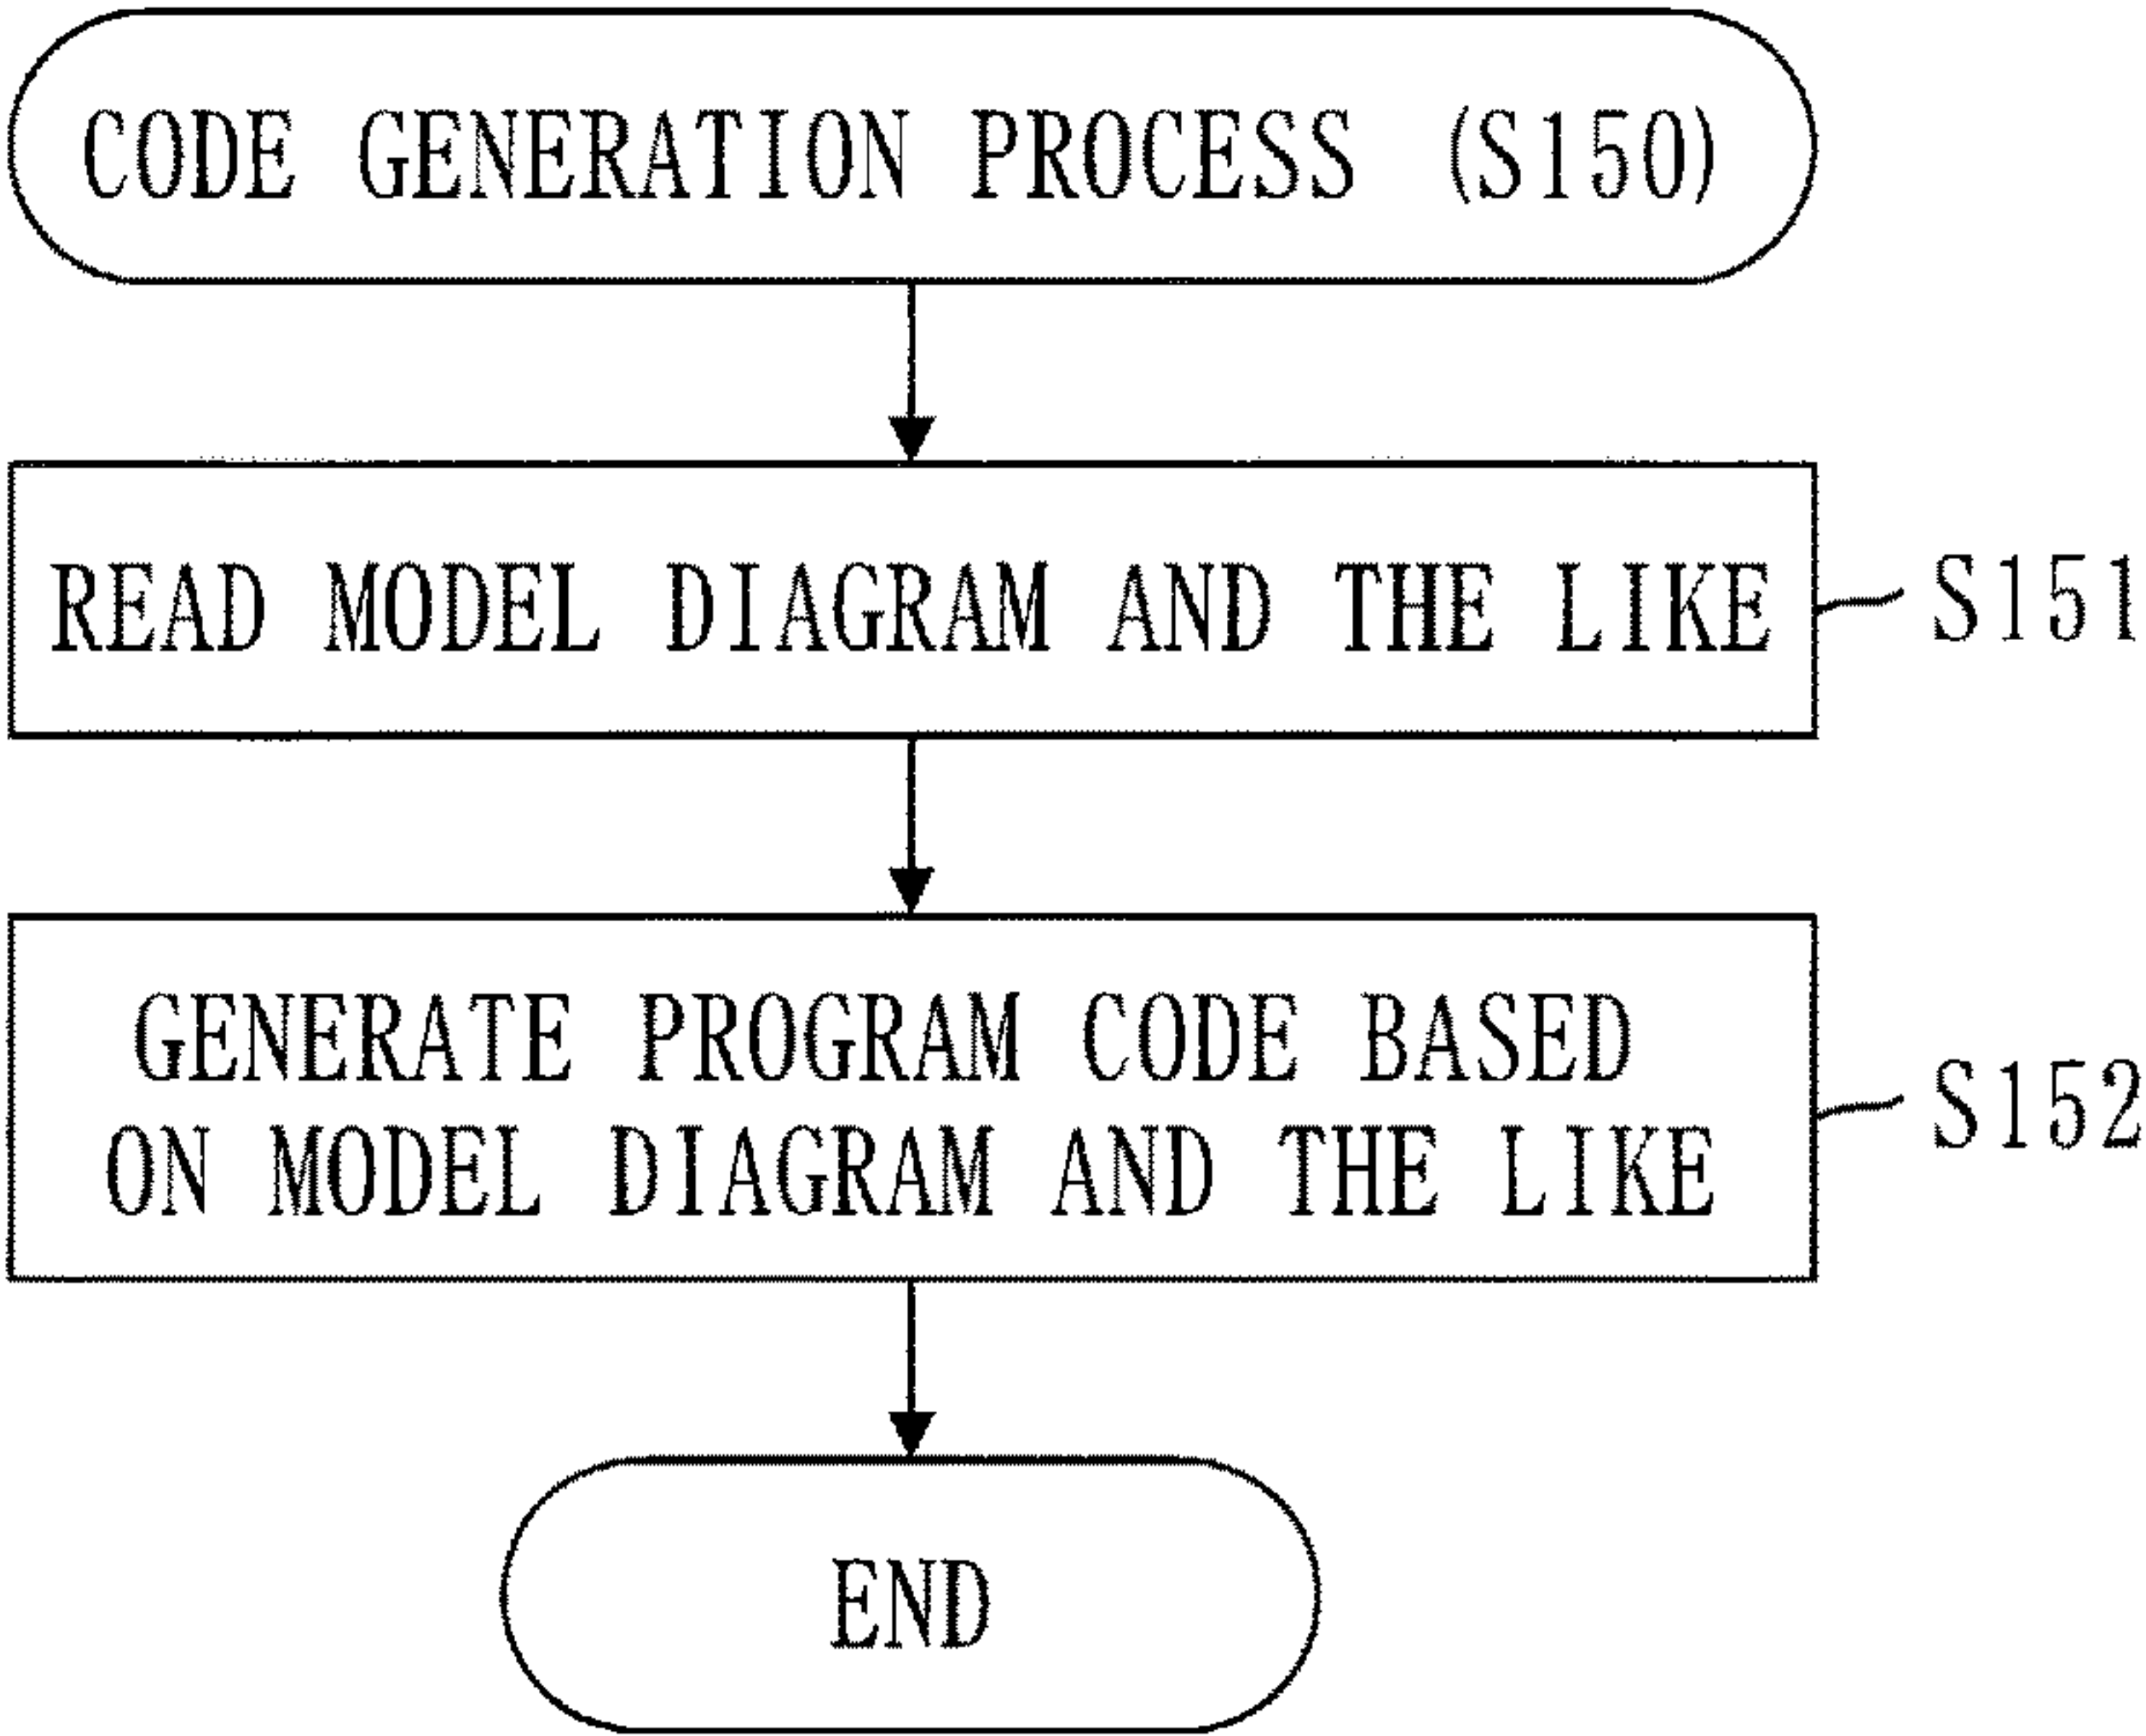 CODE GENERATION PROCESS (S150)
READ MODEL DIAGRAM AND THE LIKE
S151
GENERATE PROGRAM CODE BASED
ON MODEL DIAGRAM AND THE LIKE
S152
END